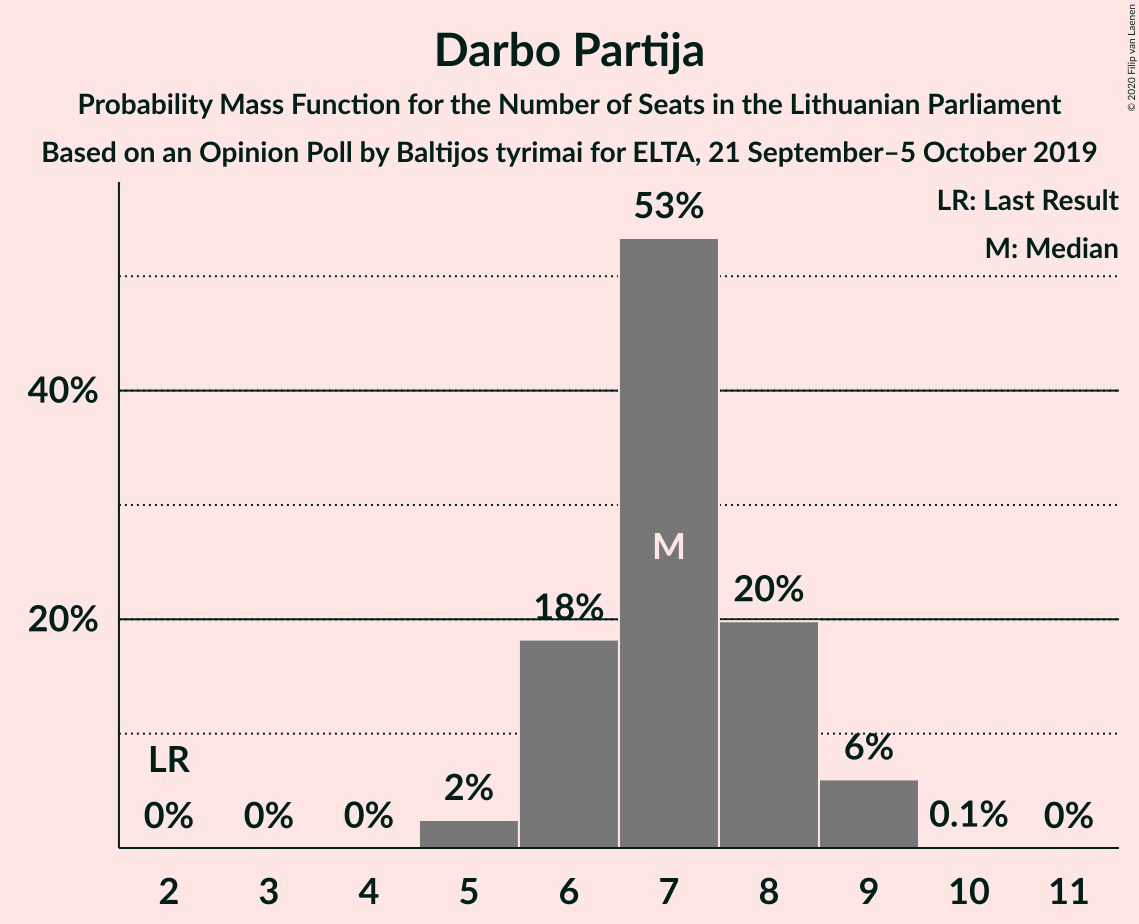 Darbo Partija
Probability Mass Function for the Number of Seats in the Lithuanian Parliament
Based on an Opinion Poll by Baltijos tyrimai for ELTA, 21 September–5 October 2019
© 2020 Filip van Laenen
LR: Last Result
M: Median
53%
40%
M
20%
18%
20%
LR
6%
2%
0%
0%
0%
0.1%
0%
2 3 4 5 6 7 8 9 10 11